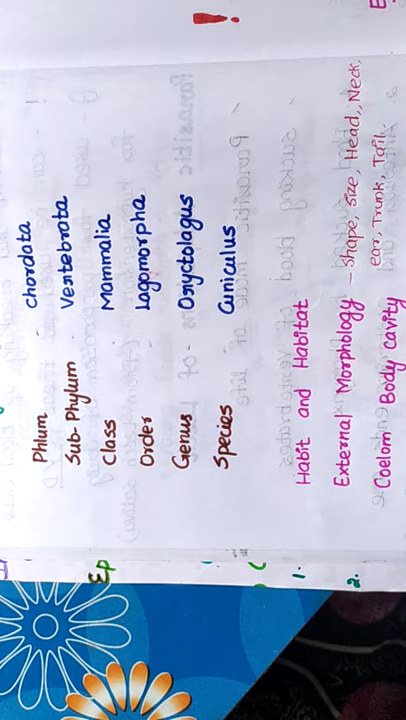 Phlum chordata
Sub-Phylum Vertebrata
Class Mammalia
Order Lagomorpha
Genus Oryctologus
Species Cuniculus
1. Habit and Habitat
External Morphology - Shape, Size, Head, Neck,
ear, Trunk, Tail.
2. Coelom Body cavity